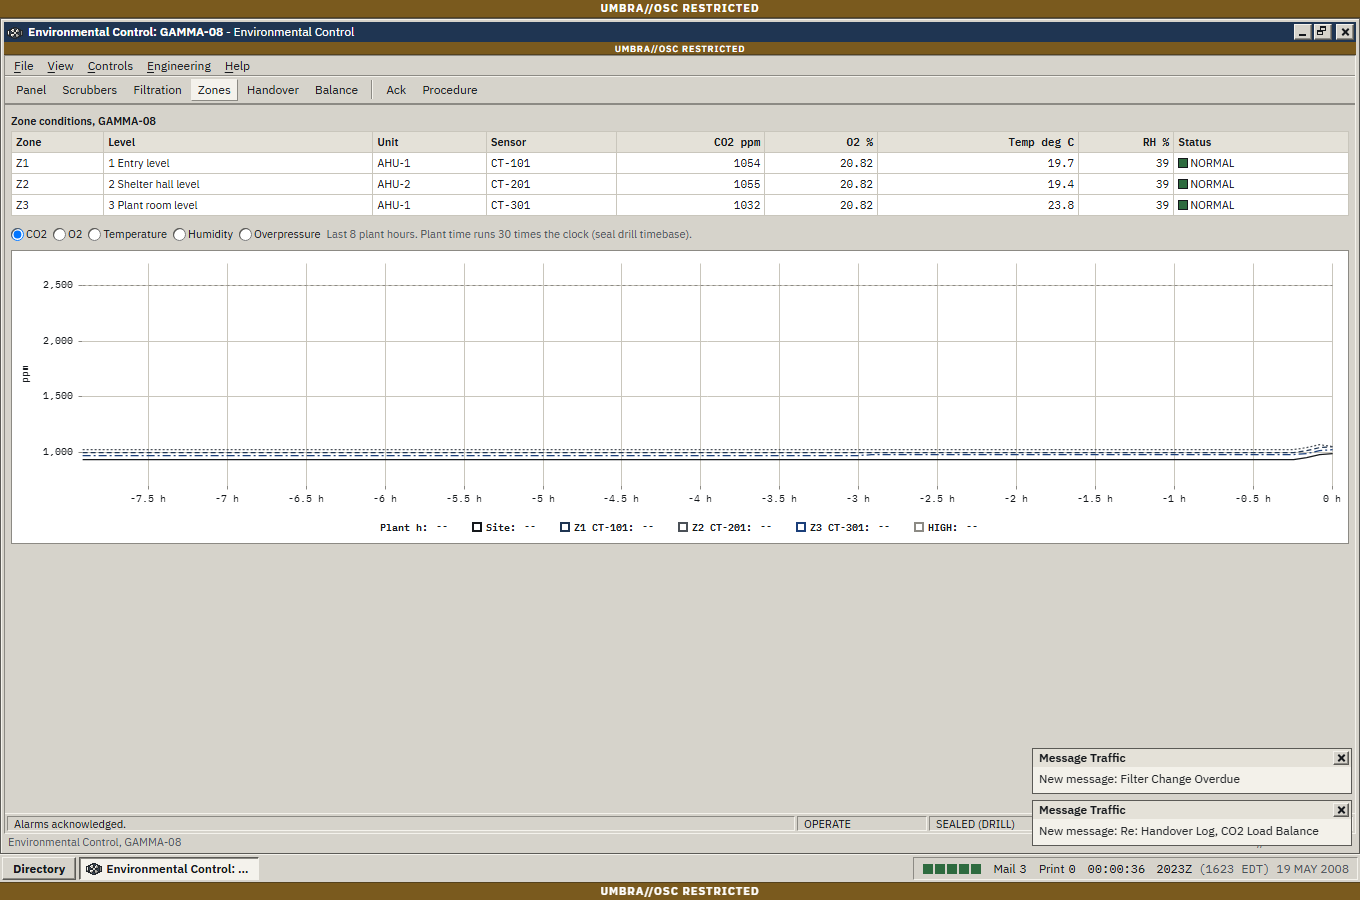 UMBRA//OSC RESTRICTED
Environmental Control: GAMMA-08 - Environmental Control
UMBRA//OSC RESTRICTED
File View Controls Engineering Help
Panel Scrubbers Filtration Zones Handover Balance Ack Procedure
Zone conditions, GAMMA-08
Zone Level Unit Sensor CO2 ppm O2 % Temp deg C RH % Status
Z1 1 Entry level AHU-1 CT-101 1054 20.82 19.7 39 NORMAL
Z2 2 Shelter hall level AHU-2 CT-201 1055 20.82 19.4 39 NORMAL
Z3 3 Plant room level AHU-1 CT-301 1032 20.82 23.8 39 NORMAL
CO2 O2 Temperature Humidity Overpressure Last 8 plant hours. Plant time runs 30 times the clock (seal drill timebase).
2,500
2,000
ppm
1,500
1,000
-7.5 h -7 h -6.5 h -6 h -5.5 h -5 h -4.5 h -4 h -3.5 h -3 h -2.5 h -2 h -1.5 h -1 h -0.5 h 0 h
Plant h: -- Site: -- Z1 CT-101: -- Z2 CT-201: -- Z3 CT-301: -- HIGH: --
Message Traffic
New message: Filter Change Overdue
Message Traffic
New message: Re: Handover Log, CO2 Load Balance
Alarms acknowledged. OPERATE SEALED (DRILL)
Environmental Control, GAMMA-08
Directory Environmental Control: ... Mail 3 Print 0 00:00:36 2023Z (1623 EDT) 19 MAY 2008
UMBRA//OSC RESTRICTED